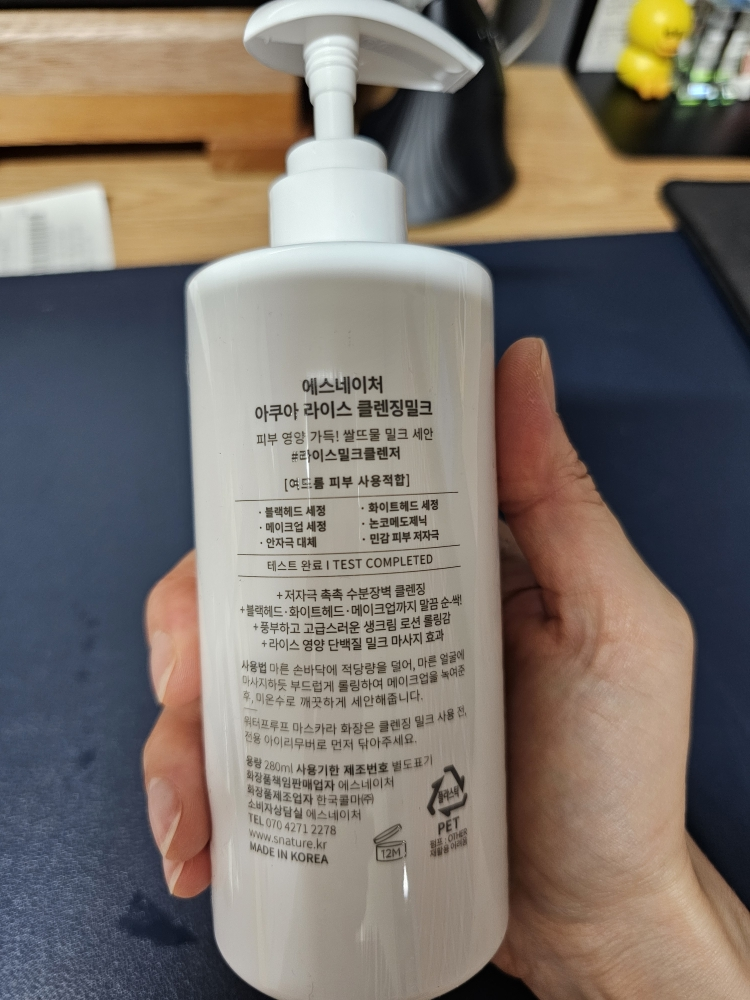 에스네이처
아쿠아 라이스 클렌징밀크
피부 영양 가득! 쌀뜨물 밀크 세안
#라이스밀크클렌저
[여드름 피부 사용적합]
· 블랙헤드 세정
· 화이트헤드 세정
· 메이크업 세정
· 논코메도제닉
· 안자극 대체
· 민감 피부 저자극
테스트 완료 I TEST COMPLETED
+저자극 촉촉 수분장벽 클렌징
+블랙헤드·화이트헤드·메이크업까지 말끔 순-싹!
+풍부하고 고급스러운 생크림 로션 롤링감
+라이스 영양 단백질 밀크 마사지 효과
사용법 마른 손바닥에 적당량을 덜어, 마른 얼굴에
마사지하듯 부드럽게 롤링하여 메이크업을 녹여준
후, 미온수로 깨끗하게 세안해줍니다.
워터프루프 마스카라 화장은 클렌징 밀크 사용 전,
전용 아이리무버로 먼저 닦아주세요.
용량 280ml 사용기한 제조번호 별도표기
화장품책임판매업자 에스네이처
화장품제조업자 한국콜마㈜
소비자상담실 에스네이처
TEL 070 4271 2278
www.snature.kr
MADE IN KOREA
12M
플라스틱
PET
펌프 : OTHER
재활용 어려움